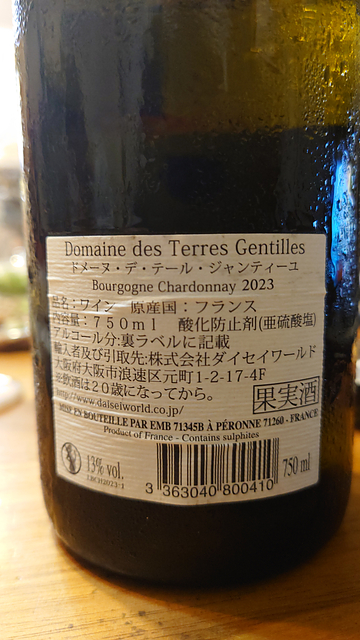 Domaine des Terres Gentilles
ドメーヌ・デ・テール・ジャンティーユ
Bourgogne Chardonnay 2023
品名：ワイン 原産国：フランス
内容量：７５０ｍｌ 酸化防止剤(亜硫酸塩)
アルコール分：裏ラベルに記載
輸入者及び引取先：株式会社ダイセイワールド
大阪府大阪市浪速区元町1-2-17-4F
飲酒は20歳になってから。
http://www.daiseiworld.co.jp/
果実酒
MISE EN BOUTEILLE PAR EMB 71345B À PÉRONNE 71260 - FRANCE
Product of France - Contains sulphites
13% vol.
750 ml
3 363040 800410